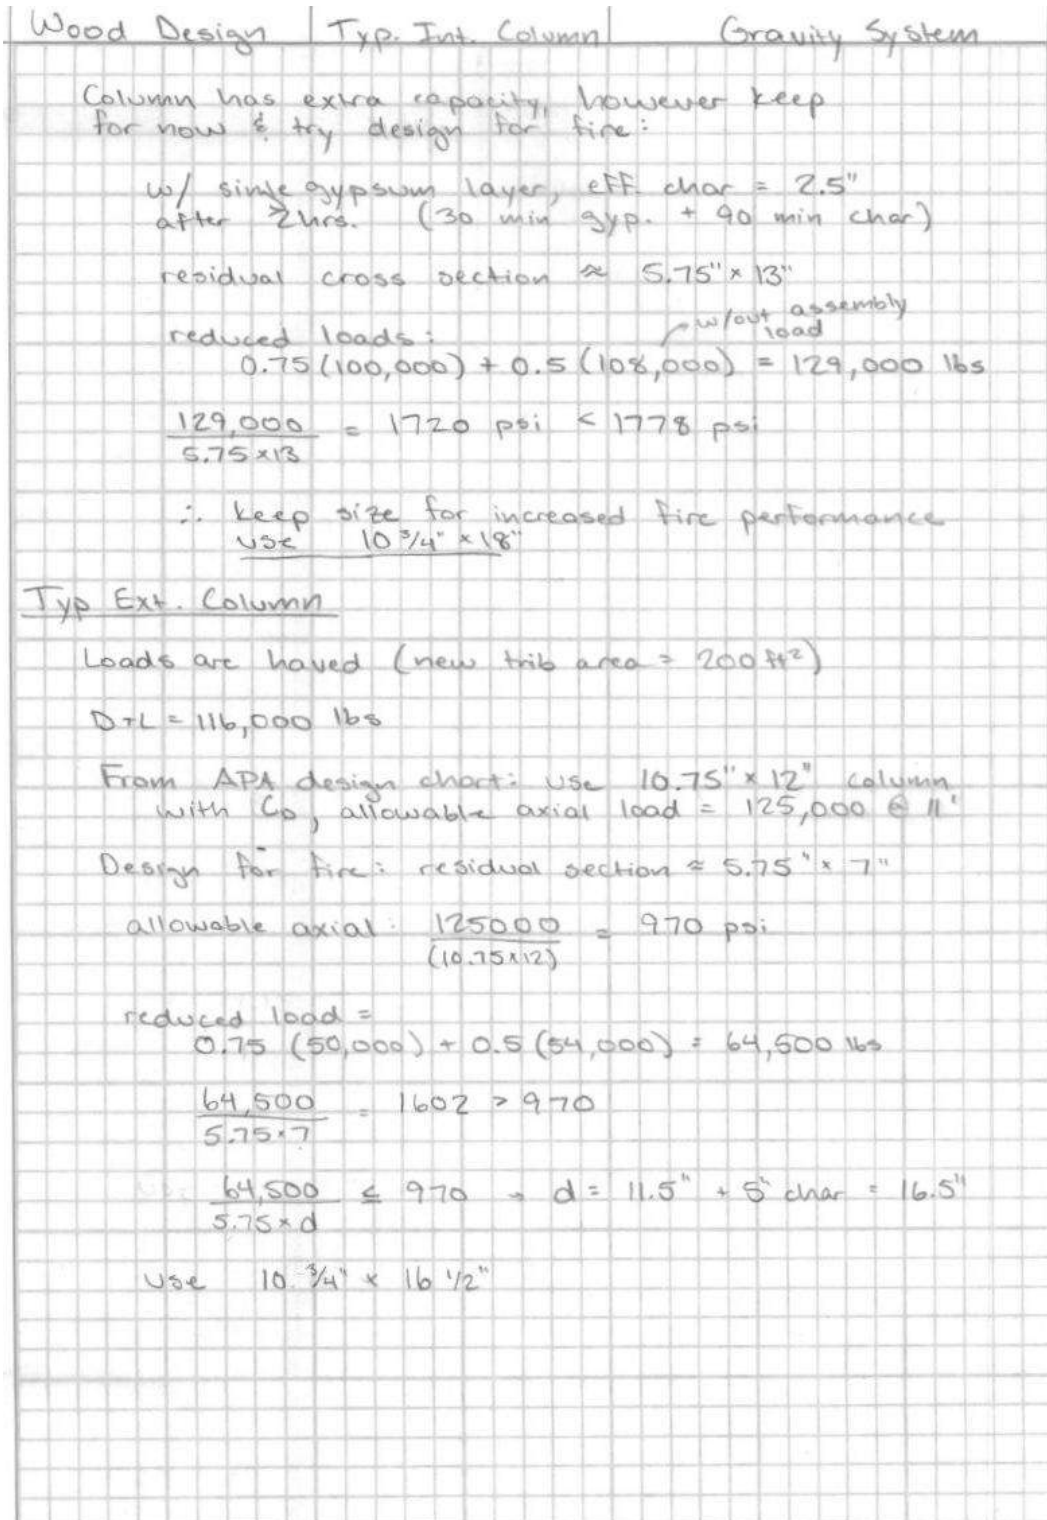 Wood Design | Typ. Int. Column | Gravity System
Column has extra capacity, however keep
for now & try design for fire:
w/ single gypsum layer, eff. char = 2.5"
after 2hrs. (30 min gyp. + 90 min char)
residual cross section ≈ 5.75" x 13"
w/out assembly
load
reduced loads:
0.75(100,000) + 0.5(108,000) = 129,000 lbs
129,000 / 5.75 x 13 = 1720 psi < 1778 psi
∴ keep size for increased fire performance
use 10 3/4" x 18"
Typ Ext. Column
Loads are haved (new trib area = 200 ft²)
D+L = 116,000 lbs
From APA design chart: use 10.75" x 12" column
with CD, allowable axial load = 125,000 @ 11'
Design for fire: residual section ≈ 5.75" x 7"
allowable axial: 125000 / (10.75x12) = 970 psi
reduced load =
0.75 (50,000) + 0.5 (54,000) = 64,500 lbs
64,500 / 5.75 x 7 = 1602 > 970
64,500 / 5.75 x d ≤ 970 → d = 11.5" + 5" char = 16.5"
use 10 3/4" x 16 1/2"